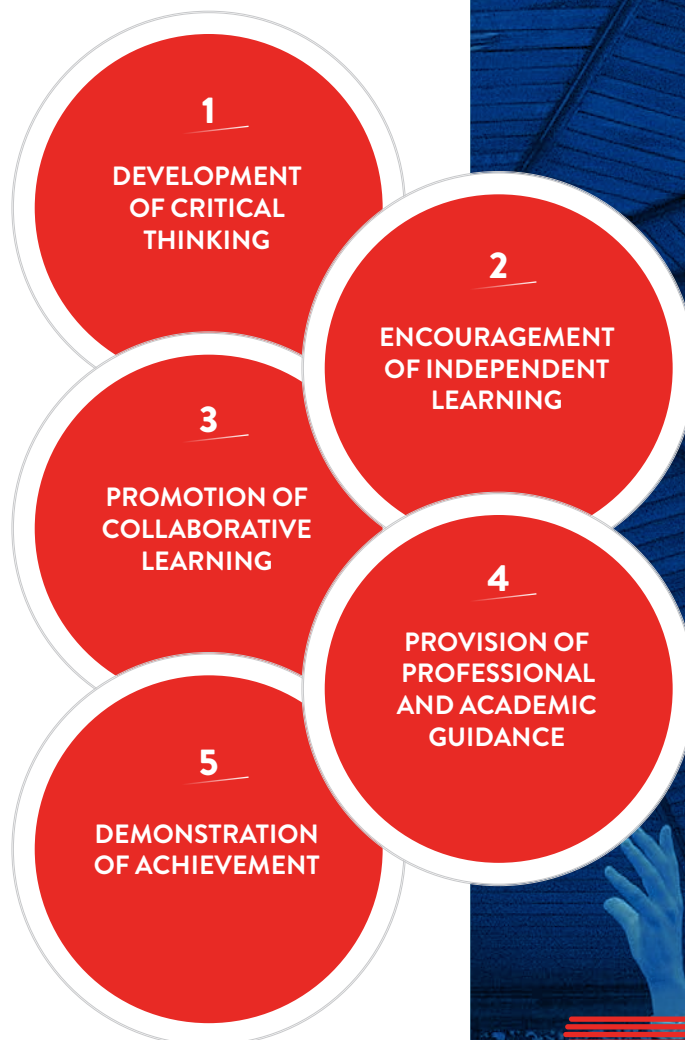 1
DEVELOPMENT
OF CRITICAL
THINKING
2
ENCOURAGEMENT
OF INDEPENDENT
LEARNING
3
PROMOTION OF
COLLABORATIVE
LEARNING
4
PROVISION OF
PROFESSIONAL
AND ACADEMIC
GUIDANCE
5
DEMONSTRATION
OF ACHIEVEMENT